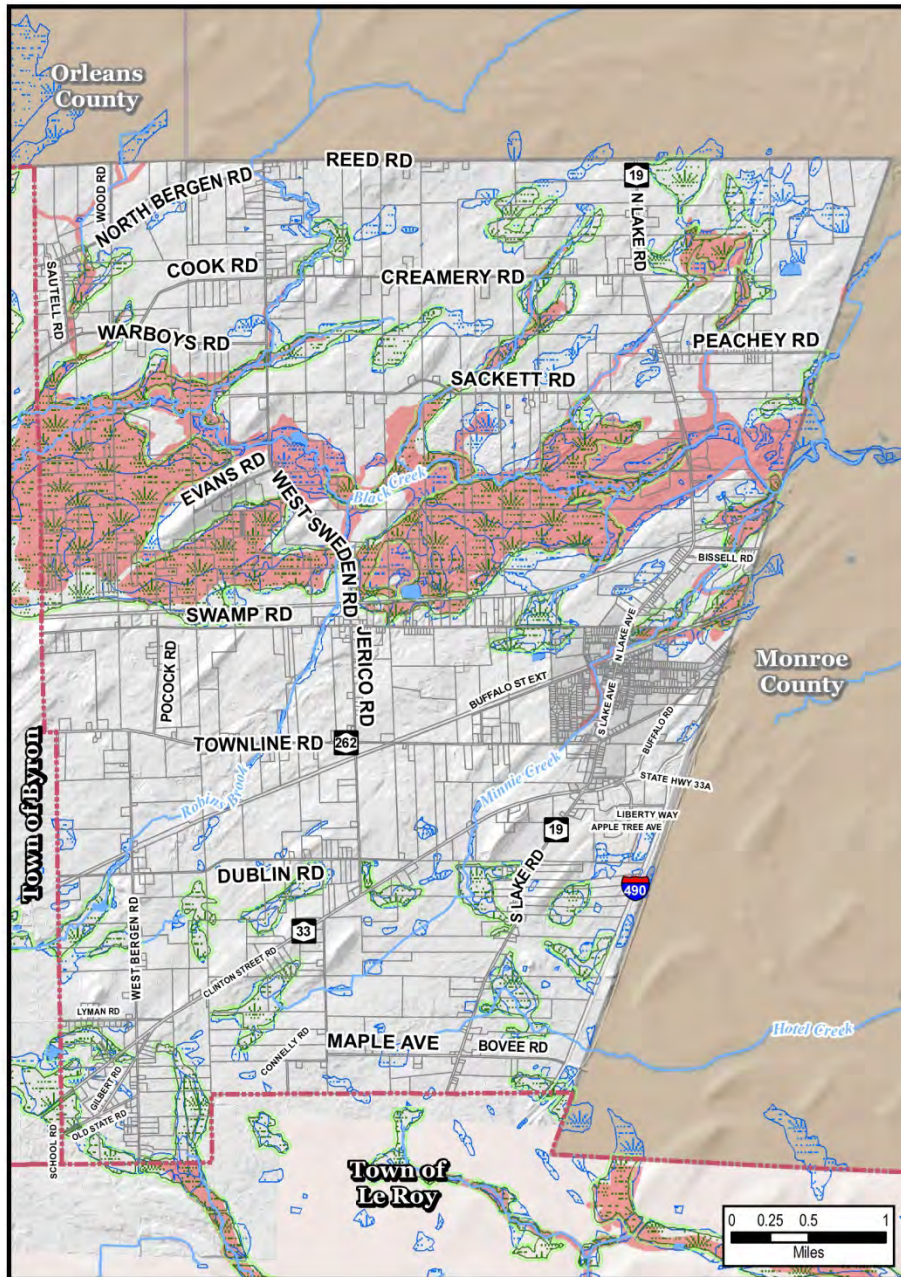 Orleans
County
REED RD
19
N LAKE RD
WOOD RD
NORTH BERGEN RD
SAUTELL RD
COOK RD
CREAMERY RD
WARBOYS RD
PEACHEY RD
SACKETT RD
EVANS RD
WEST SWEDEN RD
Black Creek
BISSELL RD
SWAMP RD
N LAKE AVE
JERICO RD
POCOCK RD
BUFFALO ST EXT
S LAKE AVE
BUFFALO RD
Monroe
County
TOWNLINE RD
262
Town of Byron
Robins Brook
Minnie Creek
STATE HWY 33A
LIBERTY WAY
APPLE TREE AVE
19
DUBLIN RD
S LAKE RD
490
33
WEST BERGEN RD
CLINTON STREET RD
LYMAN RD
CONNELLY RD
MAPLE AVE
BOVEE RD
Hotel Creek
GILBERT RD
OLD STATE RD
SCHOOL RD
Town of
Le Roy
0 0.25 0.5 1
Miles